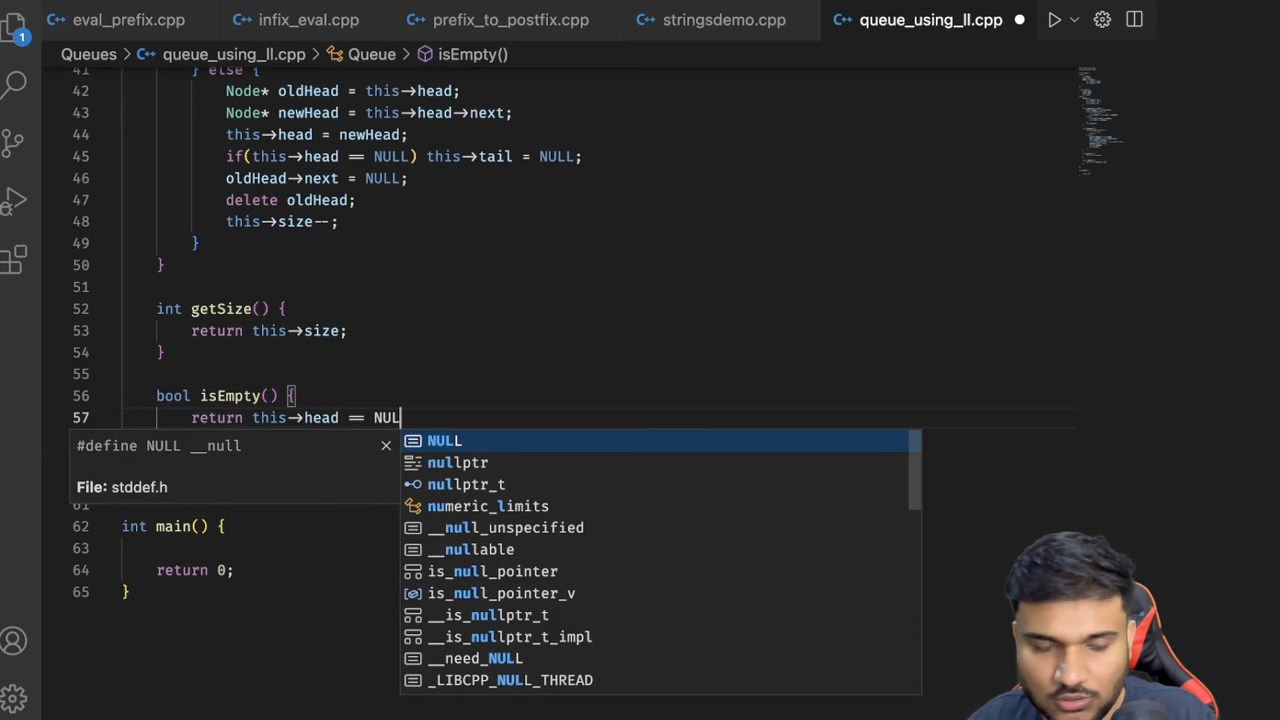 eval_prefix.cpp infix_eval.cpp prefix_to_postfix.cpp stringsdemo.cpp queue_using_ll.cpp
1
Queues > queue_using_ll.cpp > Queue > isEmpty()
41 } else {
42 Node* oldHead = this->head;
43 Node* newHead = this->head->next;
44 this->head = newHead;
45 if(this->head == NULL) this->tail = NULL;
46 oldHead->next = NULL;
47 delete oldHead;
48 this->size--;
49 }
50 }
51
52 int getSize() {
53 return this->size;
54 }
55
56 bool isEmpty() {
57 return this->head == NUL
#define NULL __null
File: stddef.h
NULL
nullptr
nullptr_t
numeric_limits
__null_unspecified
__nullable
is_null_pointer
is_null_pointer_v
__is_nullptr_t
__is_nullptr_t_impl
__need_NULL
_LIBCPP_NULL_THREAD
61
62 int main() {
63
64 return 0;
65 }